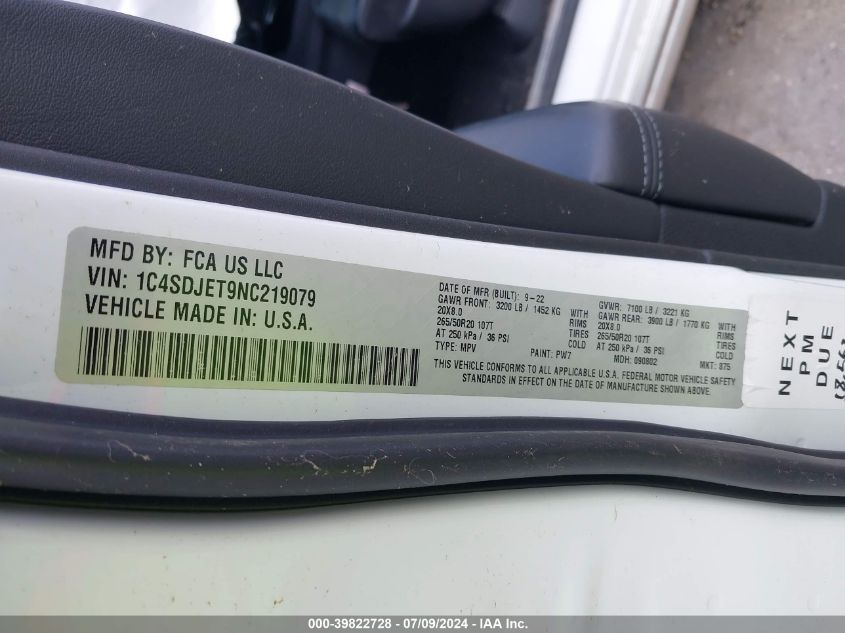 MFD BY: FCA US LLC
VIN: 1C4SDJET9NC219079
VEHICLE MADE IN: U.S.A.
DATE OF MFR (BUILT): 9-22
GVWR: 7100 LB / 3221 KG
GAWR FRONT: 3200 LB / 1452 KG WITH
GAWR REAR: 3900 LB / 1770 KG WITH
20X8.0 RIMS
20X8.0 RIMS
265/50R20 107T TIRES
265/50R20 107T TIRES
AT 250 kPa / 36 PSI COLD
AT 250 kPa / 36 PSI COLD
TYPE: MPV PAINT: PW7 MDH: 090802 MKT: 875
THIS VEHICLE CONFORMS TO ALL APPLICABLE U.S.A. FEDERAL MOTOR VEHICLE SAFETY
STANDARDS IN EFFECT ON THE DATE OF MANUFACTURE SHOWN ABOVE.
NEXT
PM
DUE
000-39822728 - 07/09/2024 - IAA Inc.